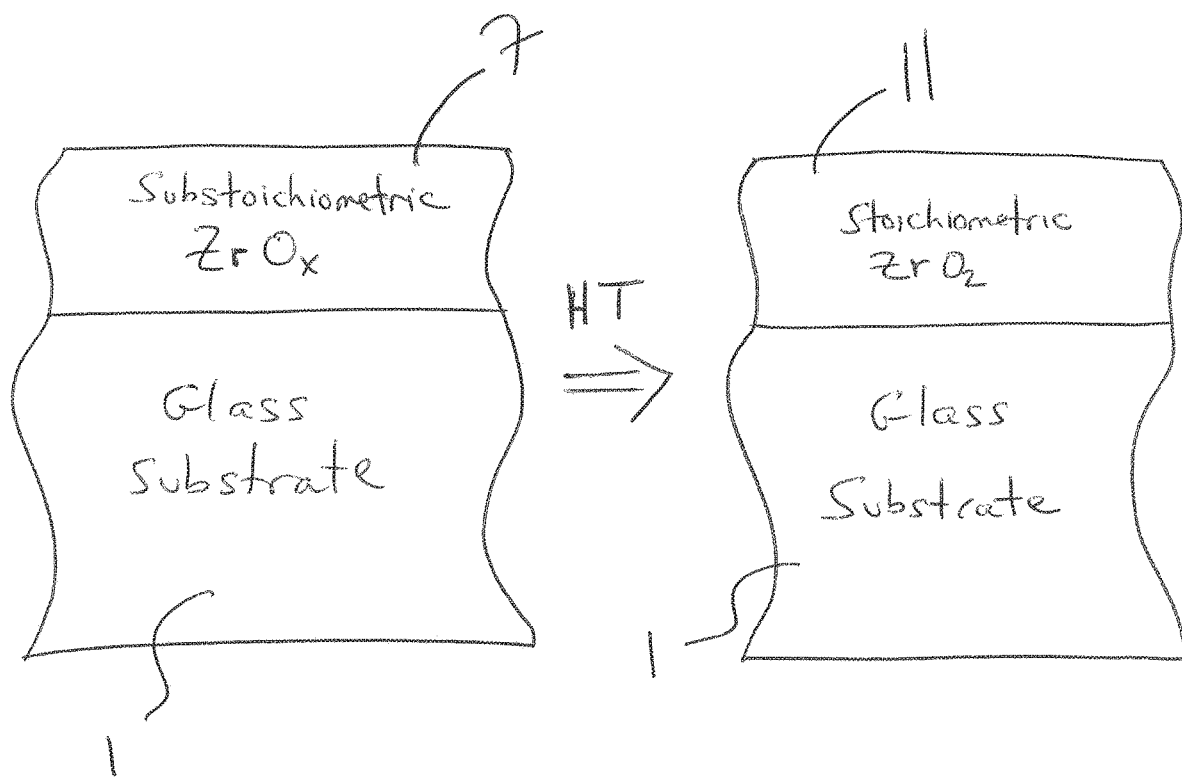 7
Substoichiometric
ZrOₓ
Glass
Substrate
1
HT
11
Stoichiometric
ZrO₂
Glass
Substrate
1